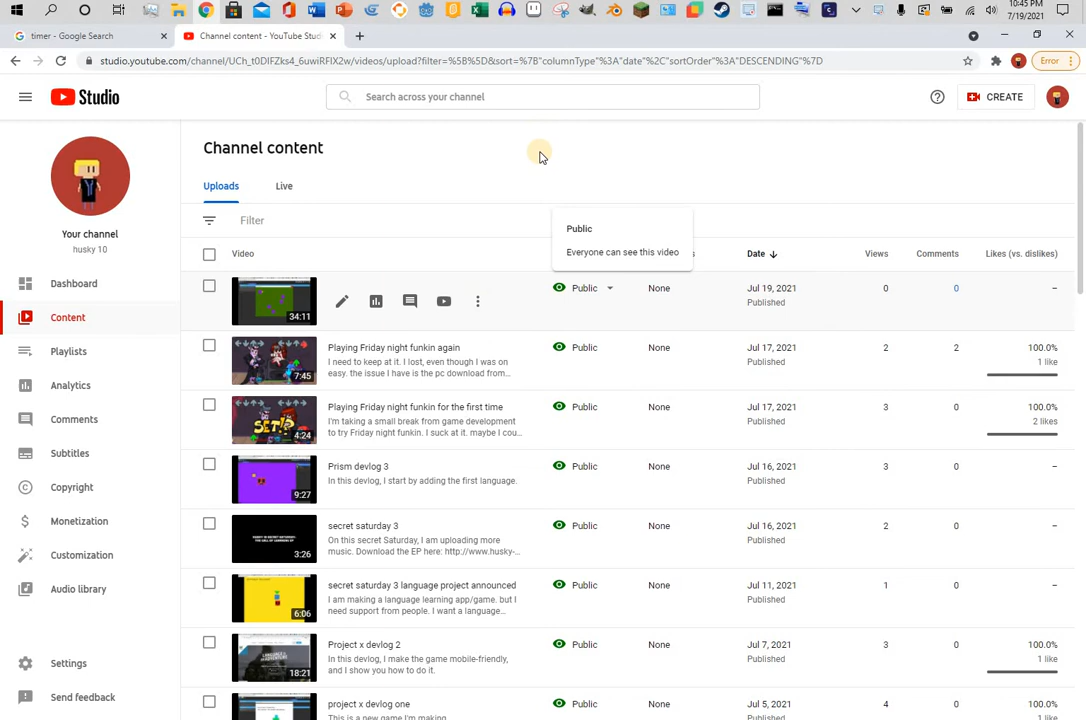 10:45 PM
7/19/2021
timer - Google Search
Channel content - YouTube Studi
studio.youtube.com/channel/UCh_t0DIFZks4_6uwiRFIX2w/videos/upload?filter=%5B%5D&sort=%7B"columnType"%3A"date"%2C"sortOrder"%3A"DESCENDING"%7D
Error
Studio
Search across your channel
CREATE
Channel content
Uploads
Live
Your channel
husky 10
Filter
Public
Everyone can see this video
Video
Date
Views
Comments
Likes (vs. dislikes)
Dashboard
Content
Playlists
Analytics
Comments
Subtitles
Copyright
Monetization
Customization
Audio library
Settings
Send feedback
34:11
Public
None
Jul 19, 2021
Published
0
0
–
7:45
Playing Friday night funkin again
I need to keep at it. I lost, even though I was on
easy. the issue I have is the pc download from...
Public
None
Jul 17, 2021
Published
2
2
100.0%
1 like
4:24
Playing Friday night funkin for the first time
I'm taking a small break from game development
to try Friday night funkin. I suck at it. maybe I cou...
Public
None
Jul 17, 2021
Published
3
0
100.0%
2 likes
9:27
Prism devlog 3
In this devlog, I start by adding the first language.
Public
None
Jul 16, 2021
Published
3
0
–
3:26
secret saturday 3
On this secret Saturday, I am uploading more
music. Download the EP here: http://www.husky-...
Public
None
Jul 16, 2021
Published
2
0
–
6:06
secret saturday 3 language project announced
I am making a language learning app/game. but I
need support from people. I want a language...
Public
None
Jul 11, 2021
Published
1
0
–
18:21
Project x devlog 2
In this devlog, I make the game mobile-friendly,
and I show you how to do it.
Public
None
Jul 7, 2021
Published
3
0
100.0%
1 like
project x devlog one
This is a new game I'm making.
Public
None
Jul 5, 2021
Published
4
0
100.0%
1 like